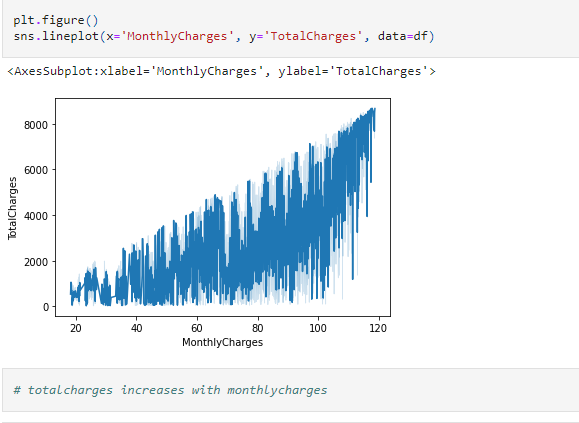 plt.figure()
sns.lineplot(x='MonthlyCharges', y='TotalCharges', data=df)
<AxesSubplot:xlabel='MonthlyCharges', ylabel='TotalCharges'>
8000
6000
4000
2000
0
TotalCharges
20 40 60 80 100 120
MonthlyCharges
# totalcharges increases with monthlycharges